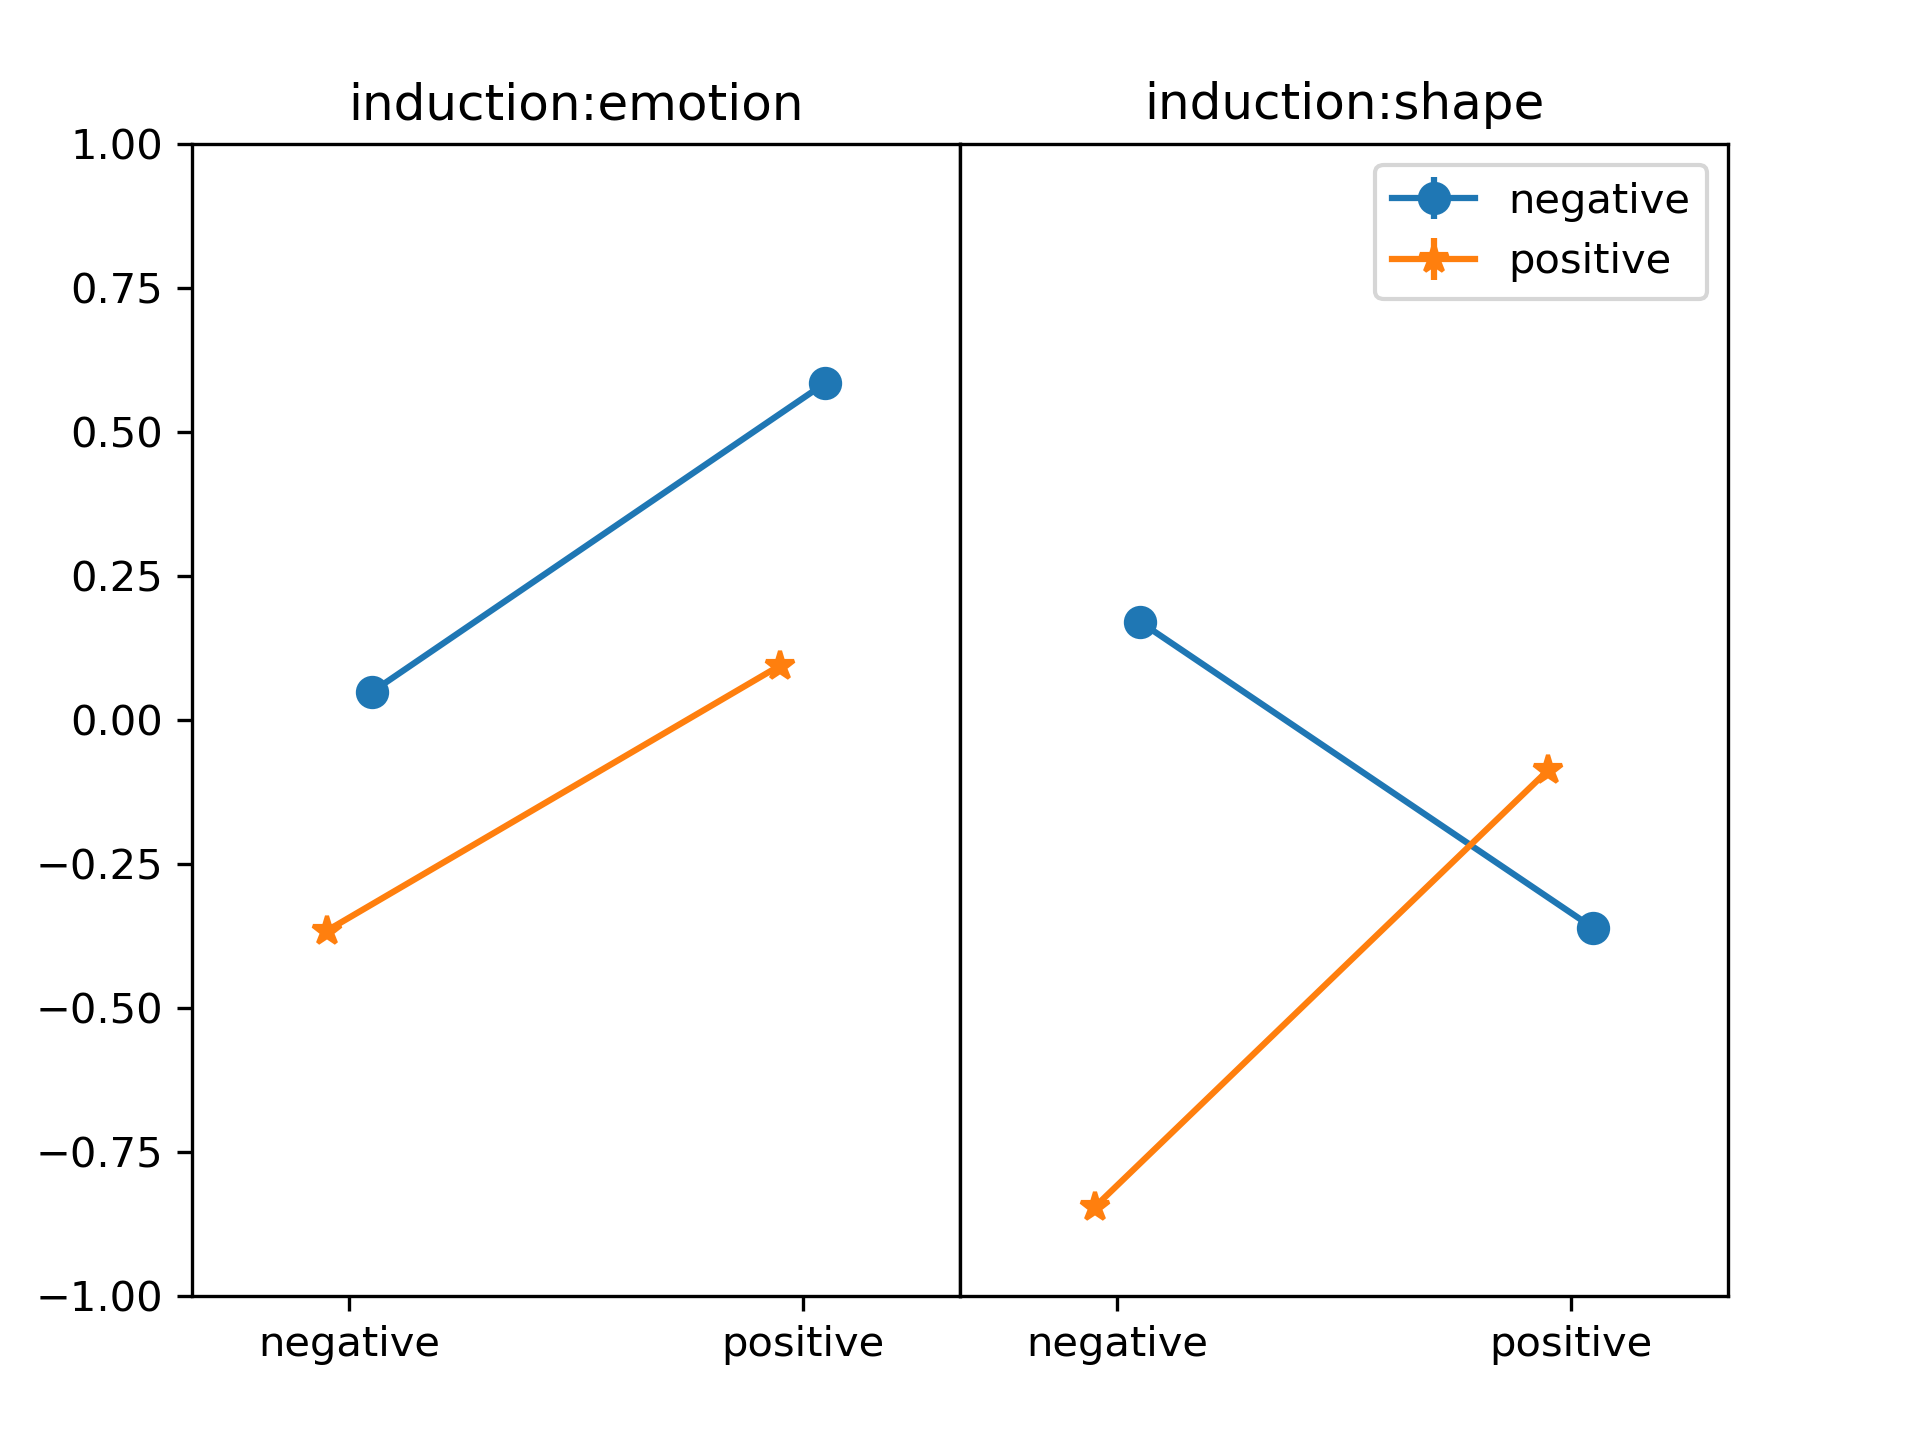 induction:emotion
induction:shape
1.00
0.75
0.50
0.25
0.00
−0.25
−0.50
−0.75
−1.00
negative
positive
negative
positive
negative
positive